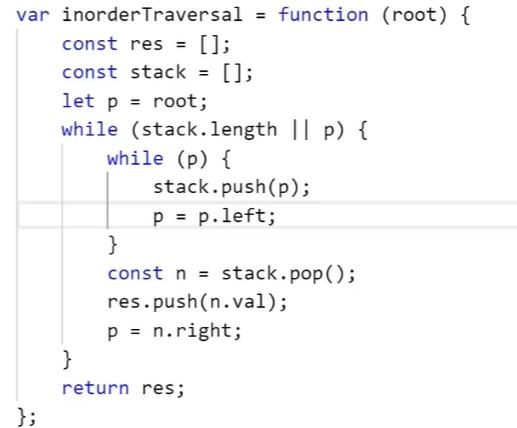 var inorderTraversal = function (root) {
    const res = [];
    const stack = [];
    let p = root;
    while (stack.length || p) {
        while (p) {
            stack.push(p);
            p = p.left;
        }
        const n = stack.pop();
        res.push(n.val);
        p = n.right;
    }
    return res;
};